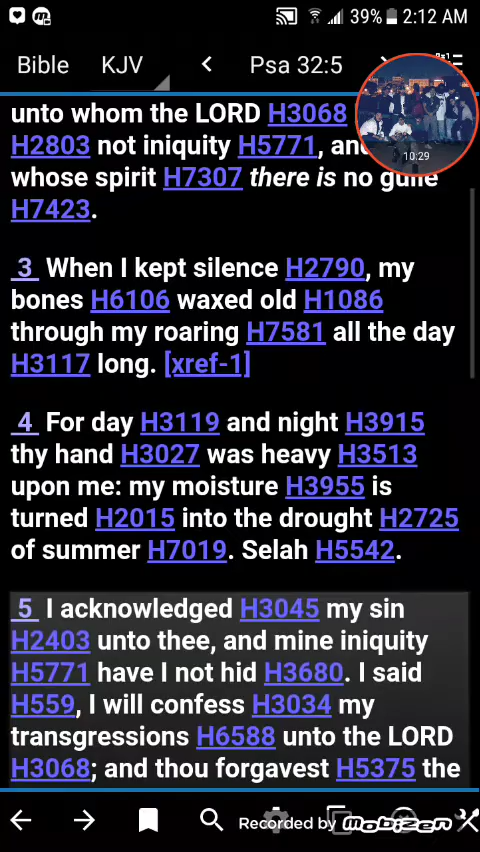 39% 2:12 AM
Bible KJV Psa 32:5
10:29
unto whom the LORD H3068
H2803 not iniquity H5771, and
whose spirit H7307 there is no guile
H7423.
3 When I kept silence H2790, my
bones H6106 waxed old H1086
through my roaring H7581 all the day
H3117 long. [xref-1]
4 For day H3119 and night H3915
thy hand H3027 was heavy H3513
upon me: my moisture H3955 is
turned H2015 into the drought H2725
of summer H7019. Selah H5542.
5 I acknowledged H3045 my sin
H2403 unto thee, and mine iniquity
H5771 have I not hid H3680. I said
H559, I will confess H3034 my
transgressions H6588 unto the LORD
H3068; and thou forgavest H5375 the
Recorded by mobizen